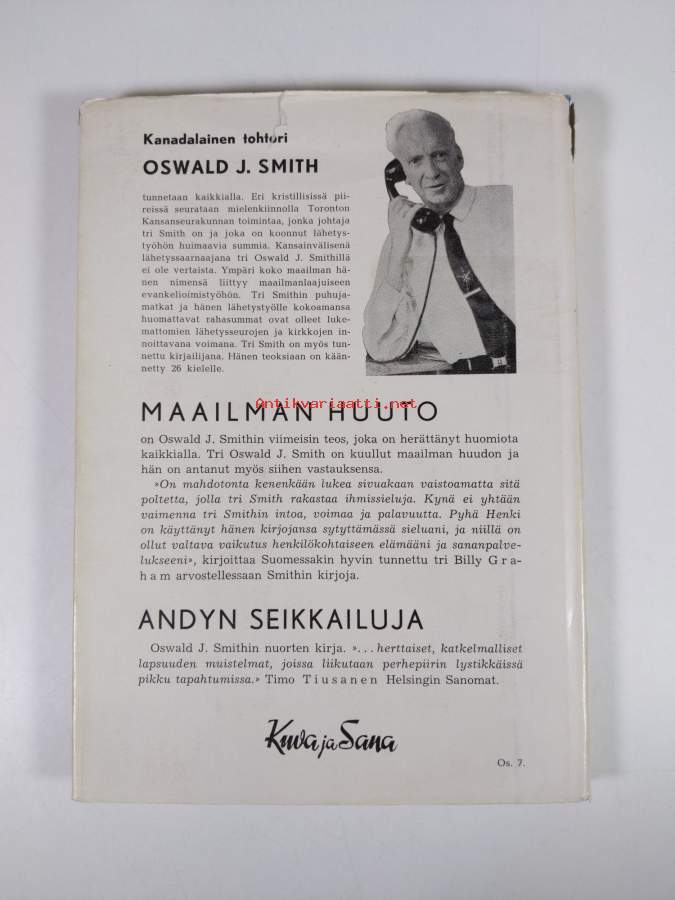 Kanadalainen tohtori
OSWALD J. SMITH
tunnetaan kaikkialla. Eri kristillisissä pii-
reissä seurataan mielenkiinnolla Toronton
Kansanseurakunnan toimintaa, jonka johtaja
tri Smith on ja joka on koonnut lähetys-
työhön huimaavia summia. Kansainvälisenä
lähetyssaarnaajana tri Oswald J. Smithillä
ei ole vertaista. Ympäri koko maailman hä-
nen nimensä liittyy maailmanlaajuiseen
evankelioimistyöhön. Tri Smithin puhuja-
matkat ja hänen lähetystyölle kokoamansa
huomattavat rahasummat ovat olleet luke-
mattomien lähetysseurojen ja kirkkojen in-
noittavana voimana. Tri Smith on myös tun-
nettu kirjailijana. Hänen teoksiaan on kään-
netty 26 kielelle.
Antikvariaatti.net
MAAILMAN HUUTO
on Oswald J. Smithin viimeisin teos, joka on herättänyt huomiota
kaikkialla. Tri Oswald J. Smith on kuullut maailman huudon ja
hän on antanut myös siihen vastauksensa.
»On mahdotonta kenenkään lukea sivuakaan vaistoamatta sitä
poltetta, jolla tri Smith rakastaa ihmissieluja. Kynä ei yhtään
vaimenna tri Smithin intoa, voimaa ja palavuutta. Pyhä Henki
on käyttänyt hänen kirjojansa sytyttämässä sieluani, ja niillä on
ollut valtava vaikutus henkilökohtaiseen elämääni ja sananpalve-
lukseeni», kirjoittaa Suomessakin hyvin tunnettu tri Billy Gra-
ham arvostellessaan Smithin kirjoja.
ANDYN SEIKKAILUJA
Oswald J. Smithin nuorten kirja. »... herttaiset, katkelmalliset
lapsuuden muistelmat, joissa liikutaan perhepiirin lystikkäissä
pikku tapahtumissa.» Timo Tiusanen Helsingin Sanomat.
Kuva ja Sana
Os. 7.